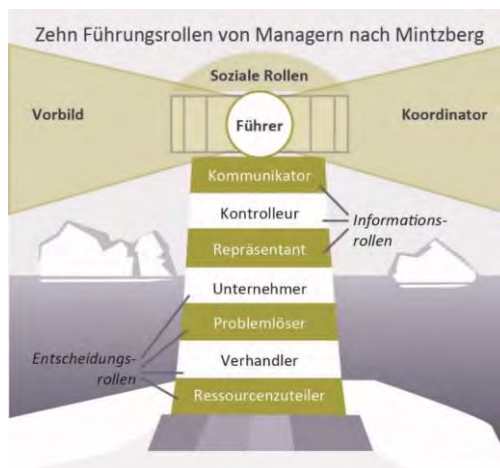 Zehn Führungsrollen von Managern nach Mintzberg
Soziale Rollen
Vorbild
Koordinator
Führer
Kommunikator
Kontrolleur
Informations-
rollen
Repräsentant
Unternehmer
Problemlöser
Entscheidungs-
rollen
Verhandler
Ressourcenzuteiler